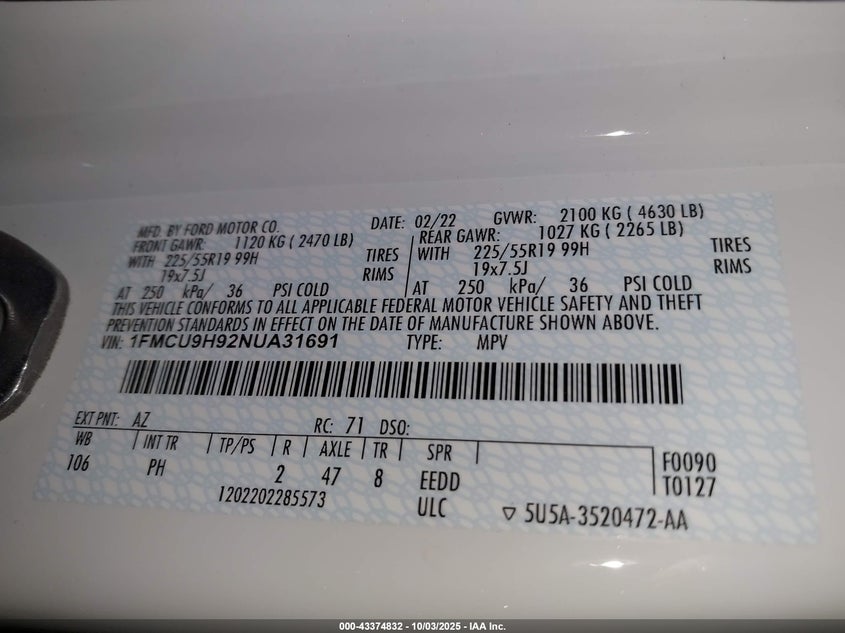 MFD. BY FORD MOTOR CO. DATE: 02/22 GVWR: 2100 KG ( 4630 LB)
FRONT GAWR: 1120 KG ( 2470 LB) REAR GAWR: 1027 KG ( 2265 LB)
WITH 225/55R19 99H TIRES WITH 225/55R19 99H TIRES
19x7.5J RIMS 19x7.5J RIMS
AT 250 kPa/ 36 PSI COLD AT 250 kPa/ 36 PSI COLD
THIS VEHICLE CONFORMS TO ALL APPLICABLE FEDERAL MOTOR VEHICLE SAFETY AND THEFT
PREVENTION STANDARDS IN EFFECT ON THE DATE OF MANUFACTURE SHOWN ABOVE.
VIN: 1FMCU9H92NUA31691 TYPE: MPV
EXT PNT: AZ RC: 71 DSO:
WB INT TR TP/PS R AXLE TR SPR F0090
106 PH 2 47 8 EEDD T0127
1202202285573 ULC ▽ 5U5A-3520472-AA
000-43374832 - 10/03/2025 - IAA Inc.